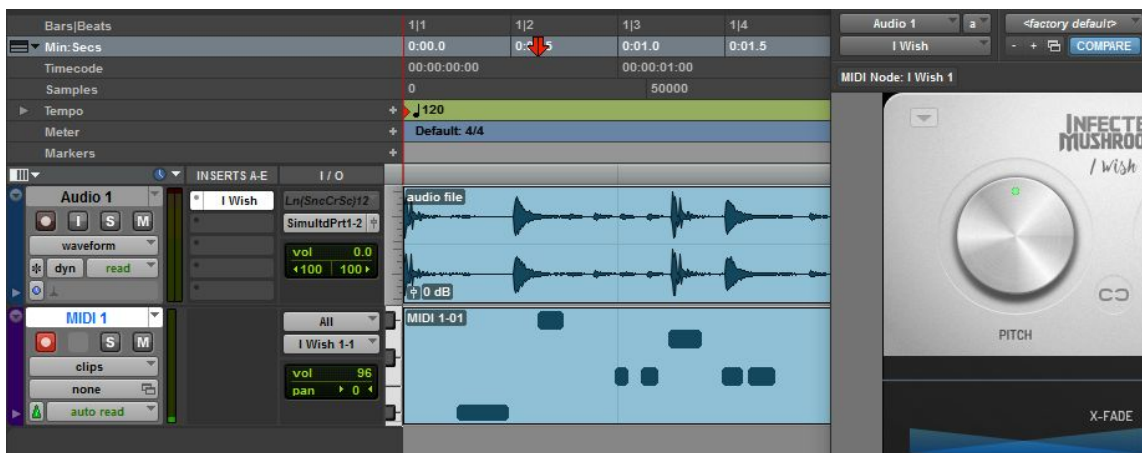 Bars|Beats 1|1 1|2 1|3 1|4
Min:Secs 0:00.0 0:01.0 0:01.5
Timecode 00:00:00:00 00:00:01:00
Samples 0 50000
Tempo + 120
Meter + Default: 4/4
Markers +
INSERTS A-E I / O
Audio 1 I Wish Ln(SncCrSc)12 audio file
I S M SimultdPrt1-2
waveform vol 0.0
dyn read 100 100
0 dB
MIDI 1 All MIDI 1-01
S M I Wish 1-1
clips vol 96
none pan 0
auto read
Audio 1 a <factory default>
I Wish - + COMPARE
MIDI Node: I Wish 1
INFECTE
MUSHROO
I Wish
PITCH
X-FADE